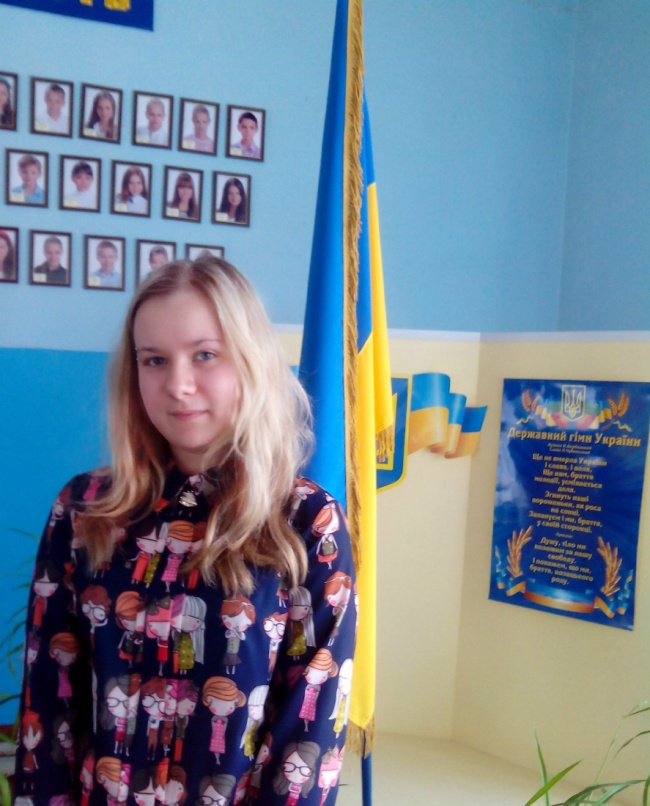 Державний гімн України
Ще не вмерла України
і слава, і воля,
Ще нам, браття
молодії, усміхнеться
доля.
Згинуть наші
вороженьки, як роса
на сонці.
Запануєм і ми, браття,
у своїй сторонці.
Душу, тіло ми
положим за нашу
свободу.
І покажем, що ми,
браття, козацького
роду.